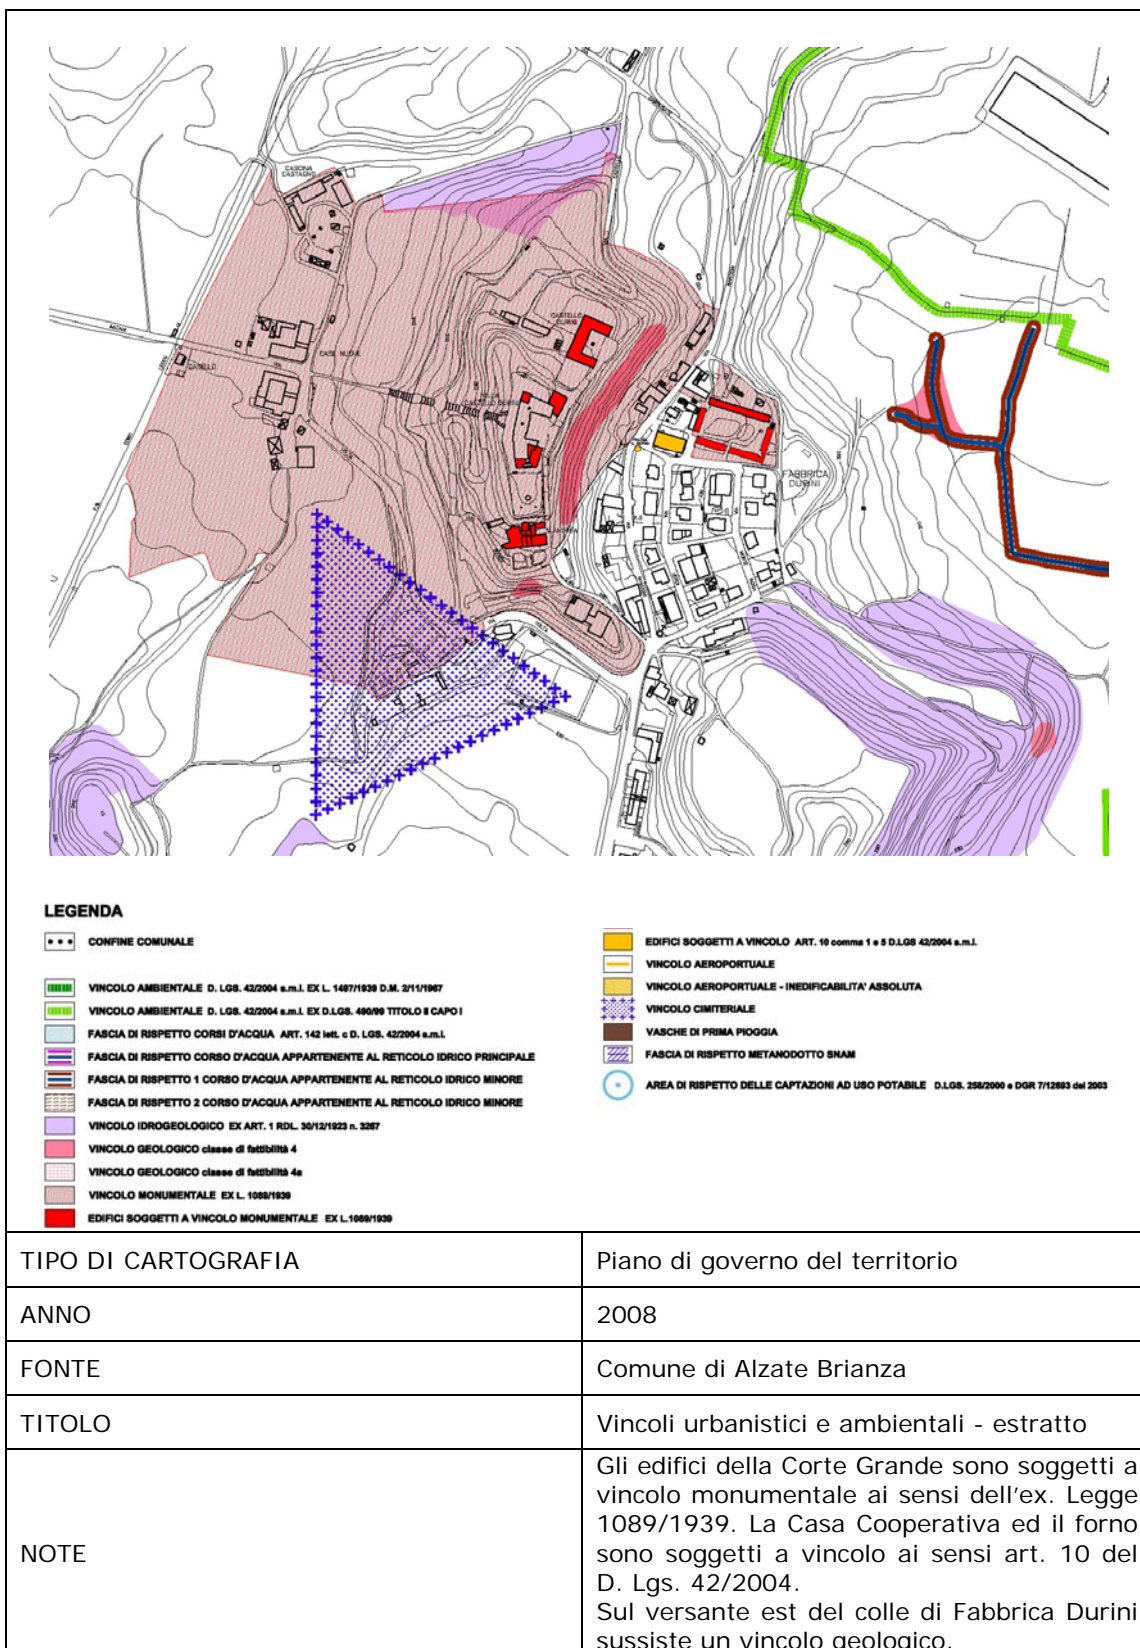 CASCINA
CASTAGNO
CASTELLO
DURINI
CASE NUOVE
CASELLO
CASTELLO DURINI
FABBRICA
DURINI
LEGENDA
CONFINE COMUNALE
VINCOLO AMBIENTALE D. LGS. 42/2004 s.m.i. EX L. 1497/1939 D.M. 2/11/1967
VINCOLO AMBIENTALE D. LGS. 42/2004 s.m.i. EX D.LGS. 490/99 TITOLO II CAPO I
FASCIA DI RISPETTO CORSI D'ACQUA ART. 142 lett. c D. LGS. 42/2004 s.m.i.
FASCIA DI RISPETTO CORSO D'ACQUA APPARTENENTE AL RETICOLO IDRICO PRINCIPALE
FASCIA DI RISPETTO 1 CORSO D'ACQUA APPARTENENTE AL RETICOLO IDRICO MINORE
FASCIA DI RISPETTO 2 CORSO D'ACQUA APPARTENENTE AL RETICOLO IDRICO MINORE
VINCOLO IDROGEOLOGICO EX ART. 1 RDL. 30/12/1923 n. 3267
VINCOLO GEOLOGICO classe di fattibilità 4
VINCOLO GEOLOGICO classe di fattibilità 4a
VINCOLO MONUMENTALE EX L. 1089/1939
EDIFICI SOGGETTI A VINCOLO MONUMENTALE EX L.1089/1939
EDIFICI SOGGETTI A VINCOLO ART. 10 comma 1 e 5 D.LGS 42/2004 s.m.i.
VINCOLO AEROPORTUALE
VINCOLO AEROPORTUALE - INEDIFICABILITA' ASSOLUTA
VINCOLO CIMITERIALE
VASCHE DI PRIMA PIOGGIA
FASCIA DI RISPETTO METANODOTTO SNAM
AREA DI RISPETTO DELLE CAPTAZIONI AD USO POTABILE D.LGS. 258/2000 e DGR 7/12693 del 2003
TIPO DI CARTOGRAFIA
Piano di governo del territorio
ANNO
2008
FONTE
Comune di Alzate Brianza
TITOLO
Vincoli urbanistici e ambientali - estratto
NOTE
Gli edifici della Corte Grande sono soggetti a
vincolo monumentale ai sensi dell'ex. Legge
1089/1939. La Casa Cooperativa ed il forno
sono soggetti a vincolo ai sensi art. 10 del
D. Lgs. 42/2004.
Sul versante est del colle di Fabbrica Durini
sussiste un vincolo geologico.